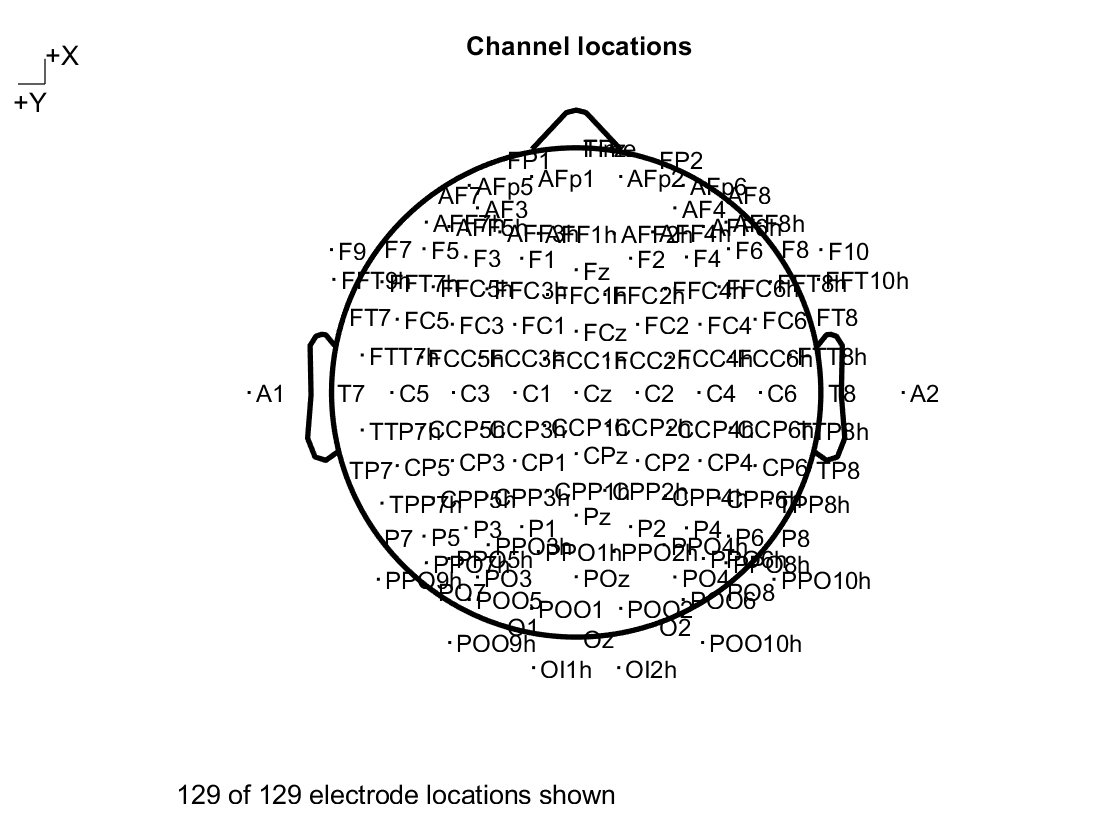 Channel locations
+X
+Y
FP1 FP2
AFp1 AFp2
AF7 AFp5 AFp6 AF8
AF3 AF4
AFF7h AFF5h AFF3h AFF1h AFF2h AFF4h AFF8h
F9 F7 F5 F3 F1 Fz F2 F4 F6 F8 F10
FFT9h FFT7h FFC5h FFC3h FFC1h FFC2h FFC4h FFC6h FFT8h FFT10h
FT7 FC5 FC3 FC1 FCz FC2 FC4 FC6 FT8
FTT7h FCC5h FCC3h FCC1h FCC2h FCC4h FCC6h FTT8h
A1 T7 C5 C3 C1 Cz C2 C4 C6 T8 A2
TTP7h CCP5h CCP3h CCP1h CCP2h CCP4h CCP6h TTP8h
TP7 CP5 CP3 CP1 CPz CP2 CP4 CP6 TP8
TPP7h CPP5h CPP3h CPP1h CPP2h CPP4h CPP6h TPP8h
P7 P5 P3 P1 Pz P2 P4 P6 P8
PPO9h PPO7h PPO5h PPO3h PPO1h PPO2h PPO4h PPO6h PPO8h PPO10h
PO7 PO3 POz PO4 PO8
POO5 POO1 POO2 POO6
O1 Oz O2
POO9h POO10h
OI1h OI2h
129 of 129 electrode locations shown